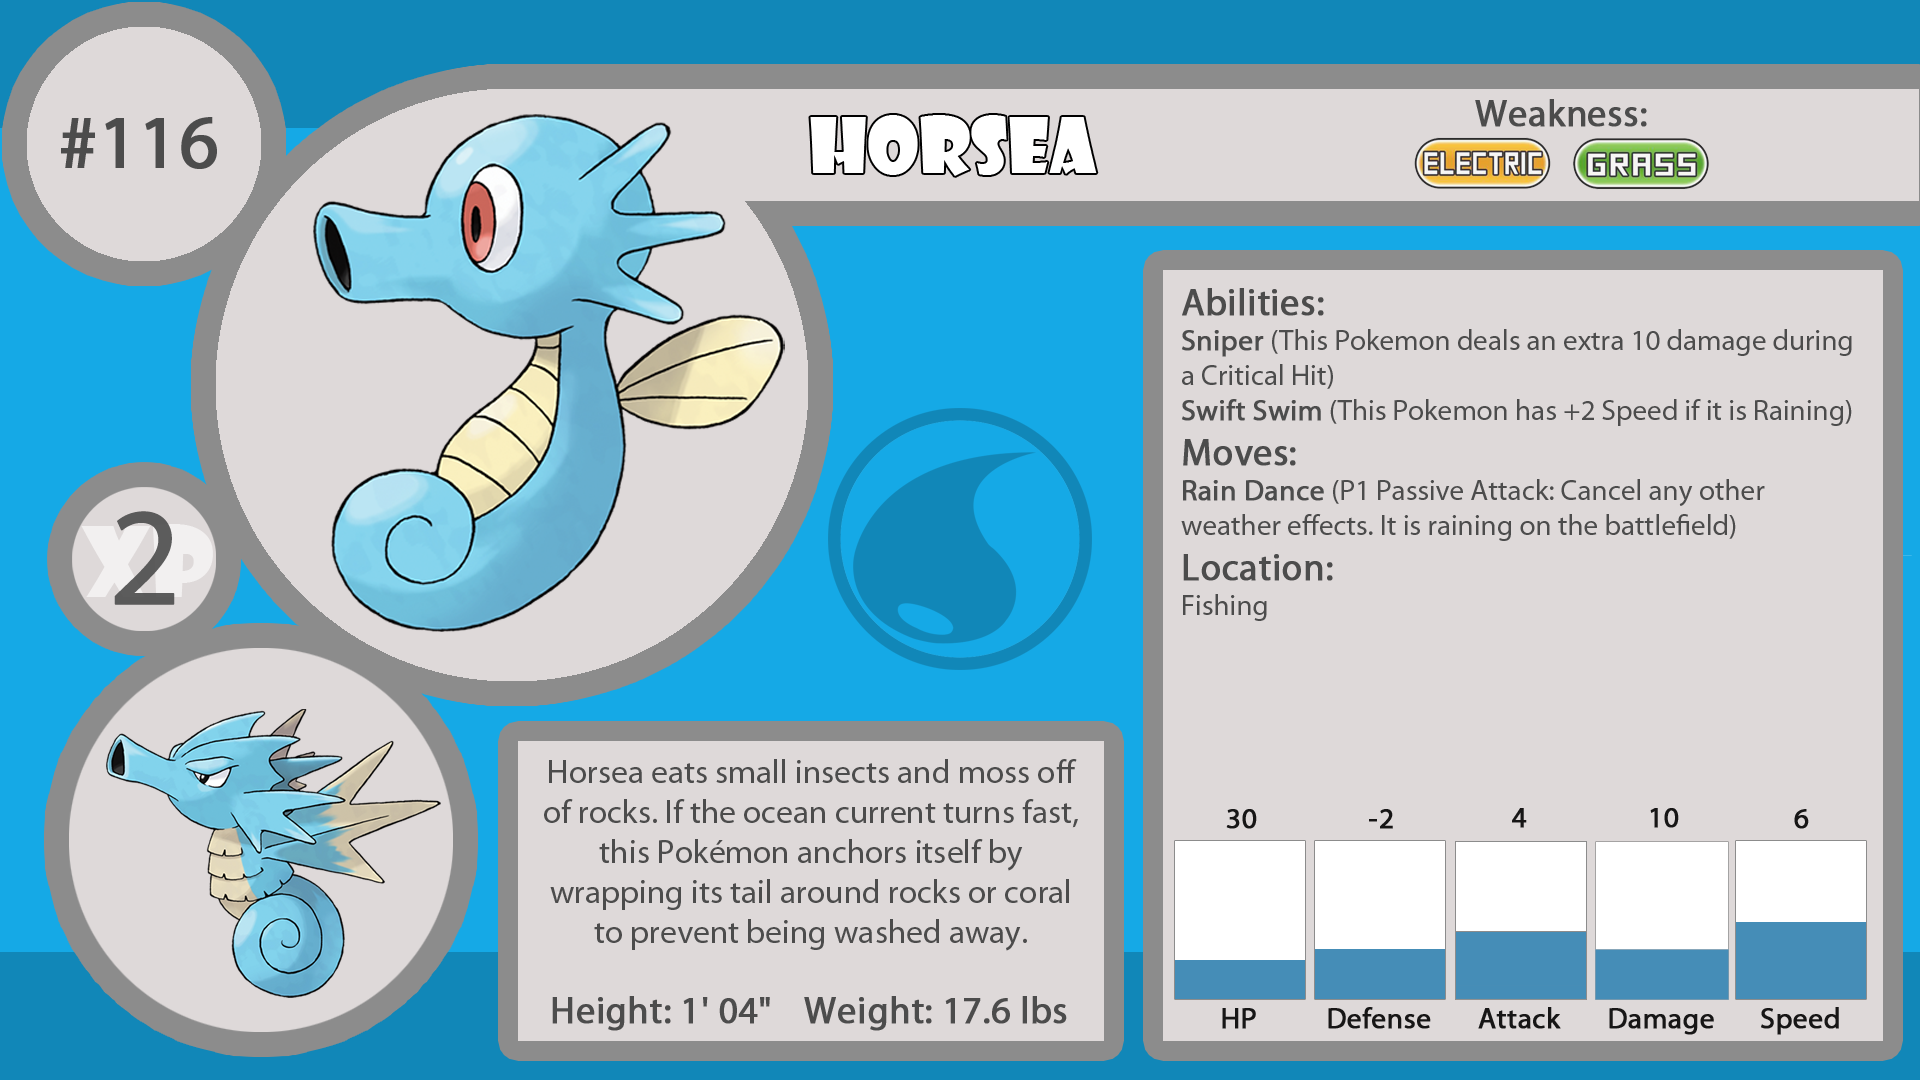 #116
HORSEA
Weakness:
ELECTRIC GRASS
XP
2
Abilities:
Sniper (This Pokemon deals an extra 10 damage during
a Critical Hit)
Swift Swim (This Pokemon has +2 Speed if it is Raining)
Moves:
Rain Dance (P1 Passive Attack: Cancel any other
weather effects. It is raining on the battlefield)
Location:
Fishing
Horsea eats small insects and moss off
of rocks. If the ocean current turns fast,
this Pokémon anchors itself by
wrapping its tail around rocks or coral
to prevent being washed away.
Height: 1' 04" Weight: 17.6 lbs
30 -2 4 10 6
HP Defense Attack Damage Speed